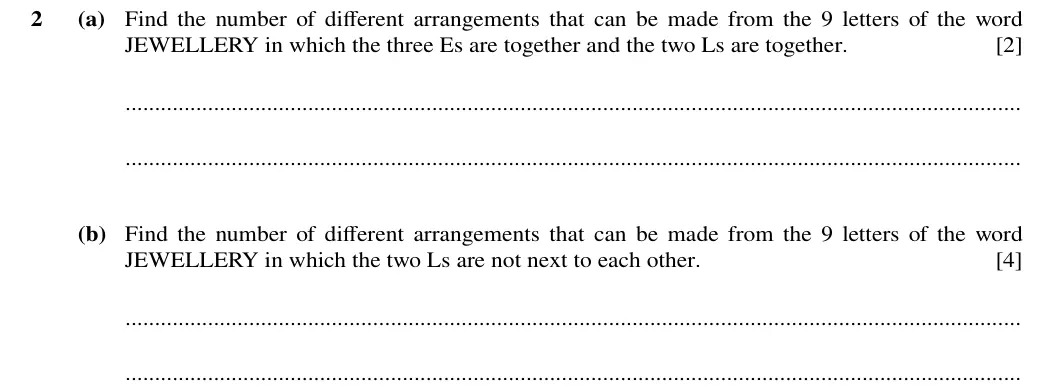 2 (a) Find the number of different arrangements that can be made from the 9 letters of the word
JEWELLERY in which the three Es are together and the two Ls are together. [2]
................................................................................
................................................................................
(b) Find the number of different arrangements that can be made from the 9 letters of the word
JEWELLERY in which the two Ls are not next to each other. [4]
................................................................................
................................................................................